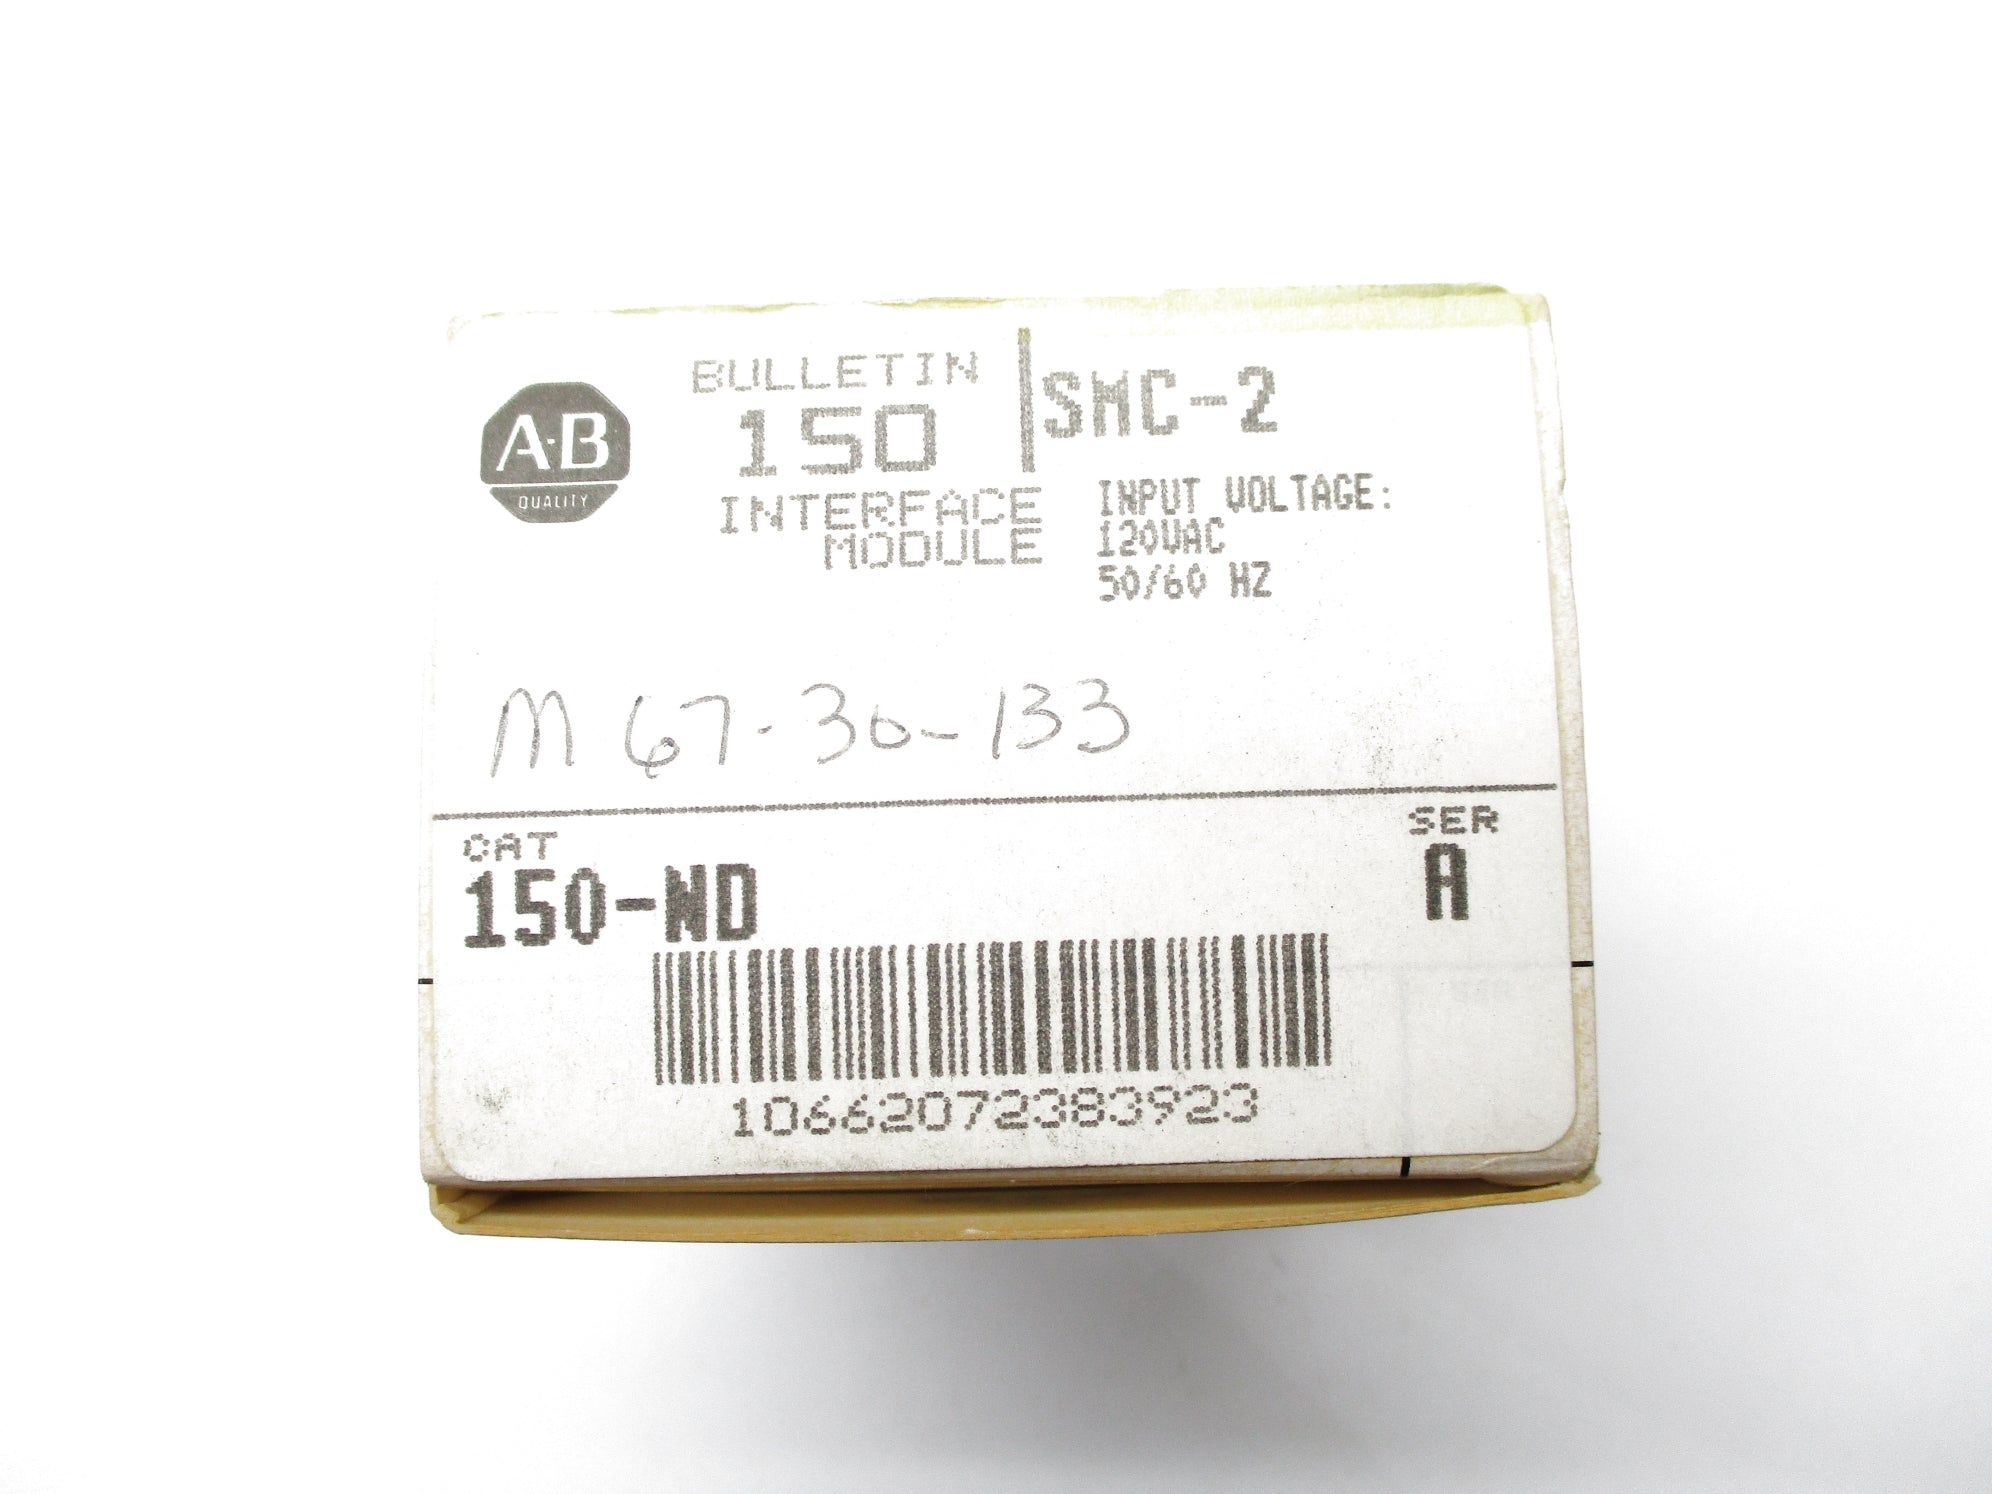 A-B
QUALITY
BULLETIN
150
INTERFACE
MODULE
SMC-2
INPUT VOLTAGE:
120VAC
50/60 HZ
M 67-30-133
CAT
150-ND
SER
A
10662072383923